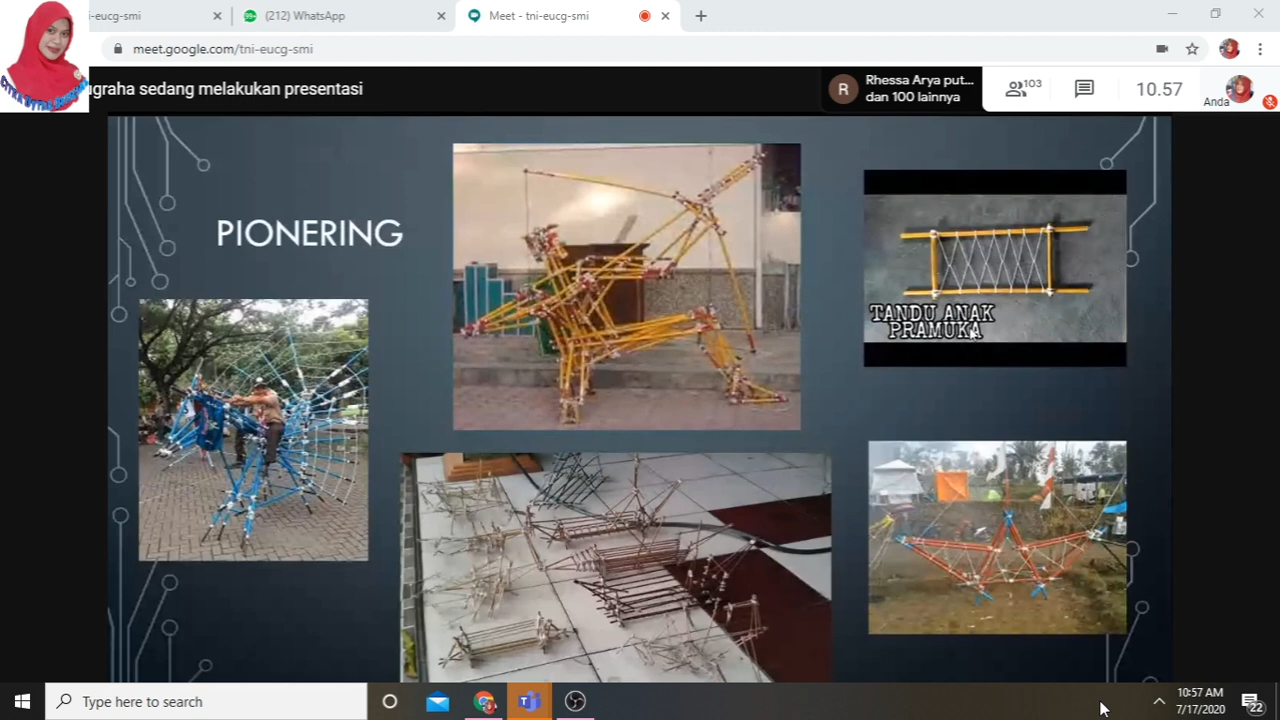 i-eucg-smi
99+
(212) WhatsApp
Meet - tni-eucg-smi
meet.google.com/tni-eucg-smi
ugraha sedang melakukan presentasi
R
Rhessa Arya put...
dan 100 lainnya
103
10.57
Anda
PIONERING
TANDU ANAK
PRAMUKA
Type here to search
10:57 AM
7/17/2020
22